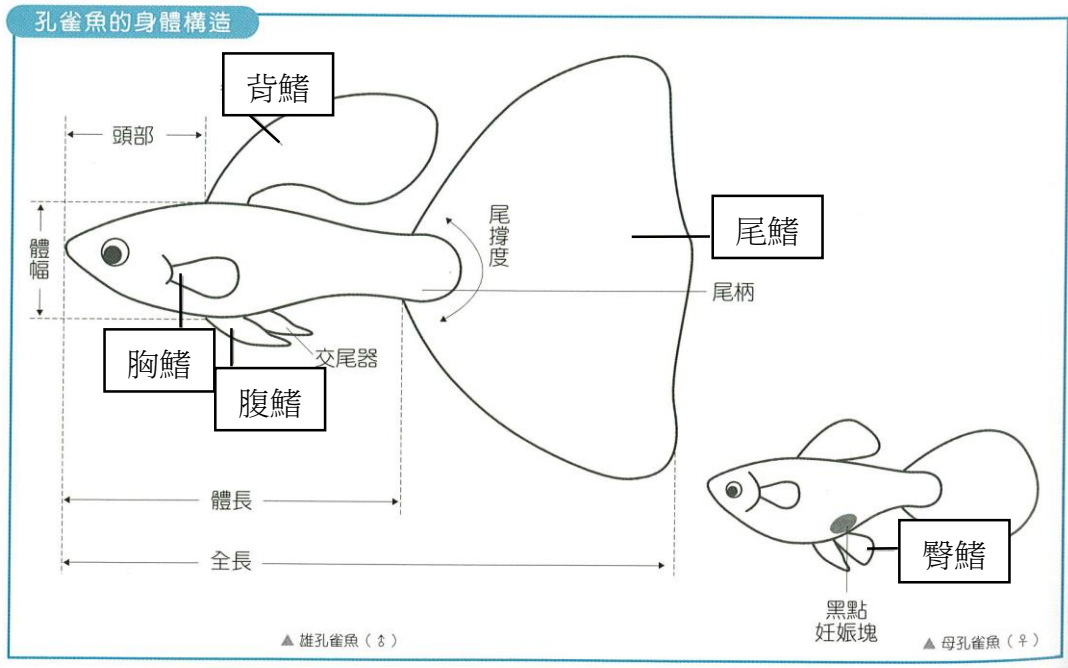 孔雀魚的身體構造
背鰭
頭部
體幅
尾撐度
尾鰭
尾柄
胸鰭
腹鰭
交尾器
體長
全長
臀鰭
黑點
妊娠塊
▲ 雄孔雀魚(♂)
▲ 母孔雀魚(♀)